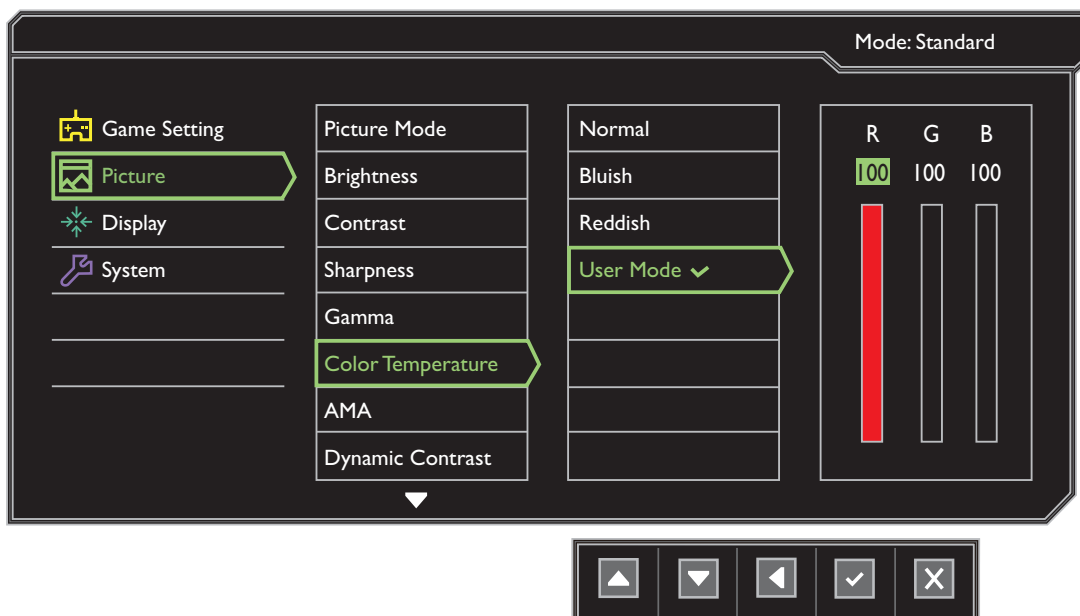 Mode: Standard
Game Setting
Picture
Display
System
Picture Mode
Brightness
Contrast
Sharpness
Gamma
Color Temperature
AMA
Dynamic Contrast
Normal
Bluish
Reddish
User Mode
R G B
100 100 100